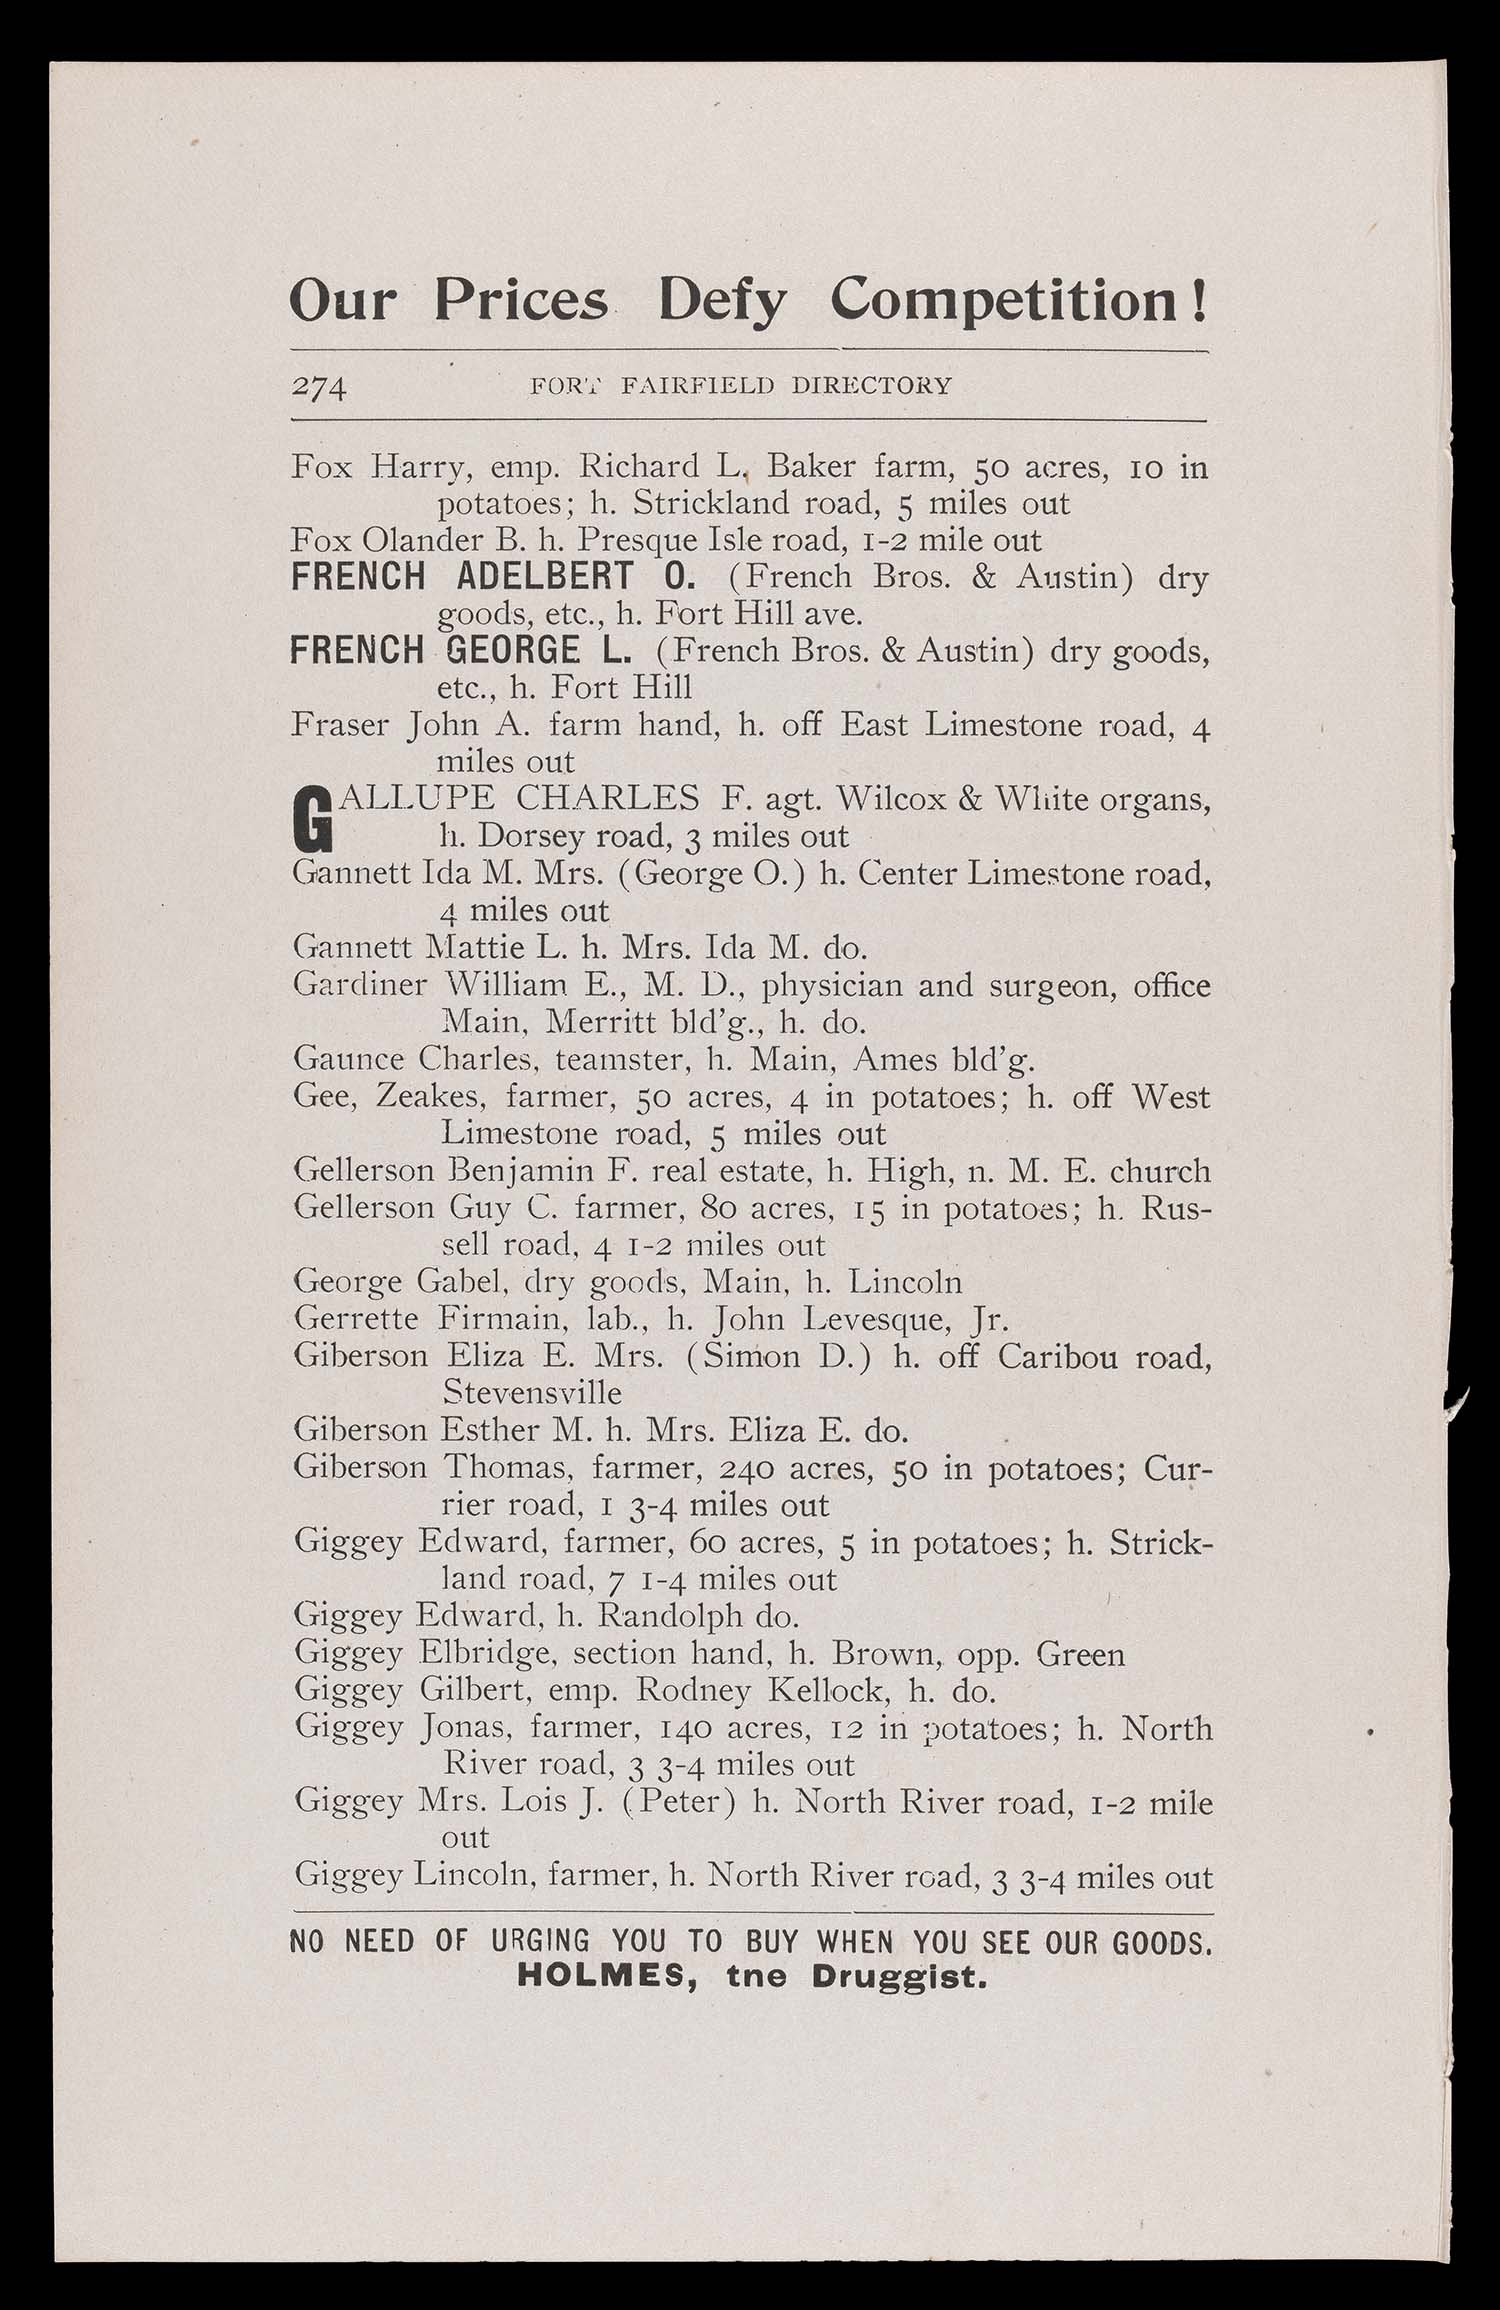 Our Prices Defy Competition!
274 FORT FAIRFIELD DIRECTORY
Fox Harry, emp. Richard L. Baker farm, 50 acres, 10 in
potatoes; h. Strickland road, 5 miles out
Fox Olander B. h. Presque Isle road, 1-2 mile out
FRENCH ADELBERT O. (French Bros. & Austin) dry
goods, etc., h. Fort Hill ave.
FRENCH GEORGE L. (French Bros. & Austin) dry goods,
etc., h. Fort Hill
Fraser John A. farm hand, h. off East Limestone road, 4
miles out
GALLUPE CHARLES F. agt. Wilcox & White organs,
h. Dorsey road, 3 miles out
Gannett Ida M. Mrs. (George O.) h. Center Limestone road,
4 miles out
Gannett Mattie L. h. Mrs. Ida M. do.
Gardiner William E., M. D., physician and surgeon, office
Main, Merritt bld'g., h. do.
Gaunce Charles, teamster, h. Main, Ames bld'g.
Gee, Zeakes, farmer, 50 acres, 4 in potatoes; h. off West
Limestone road, 5 miles out
Gellerson Benjamin F. real estate, h. High, n. M. E. church
Gellerson Guy C. farmer, 80 acres, 15 in potatoes; h. Rus-
sell road, 4 1-2 miles out
George Gabel, dry goods, Main, h. Lincoln
Gerrette Firmain, lab., h. John Levesque, Jr.
Giberson Eliza E. Mrs. (Simon D.) h. off Caribou road,
Stevensville
Giberson Esther M. h. Mrs. Eliza E. do.
Giberson Thomas, farmer, 240 acres, 50 in potatoes; Cur-
rier road, 1 3-4 miles out
Giggey Edward, farmer, 60 acres, 5 in potatoes; h. Strick-
land road, 7 1-4 miles out
Giggey Edward, h. Randolph do.
Giggey Elbridge, section hand, h. Brown, opp. Green
Giggey Gilbert, emp. Rodney Kellock, h. do.
Giggey Jonas, farmer, 140 acres, 12 in potatoes; h. North
River road, 3 3-4 miles out
Giggey Mrs. Lois J. (Peter) h. North River road, 1-2 mile
out
Giggey Lincoln, farmer, h. North River road, 3 3-4 miles out
NO NEED OF URGING YOU TO BUY WHEN YOU SEE OUR GOODS.
HOLMES, tne Druggist.